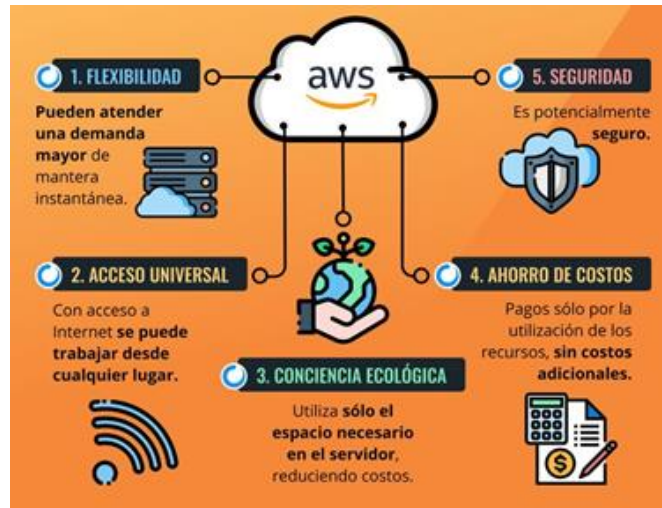 aws
1. FLEXIBILIDAD
Pueden atender
una demanda
mayor de
mantera
instantánea.
2. ACCESO UNIVERSAL
Con acceso a
Internet se puede
trabajar desde
cualquier lugar.
3. CONCIENCIA ECOLÓGICA
Utiliza sólo el
espacio necesario
en el servidor,
reduciendo costos.
4. AHORRO DE COSTOS
Pagos sólo por la
utilización de los
recursos, sin costos
adicionales.
5. SEGURIDAD
Es potencialmente
seguro.